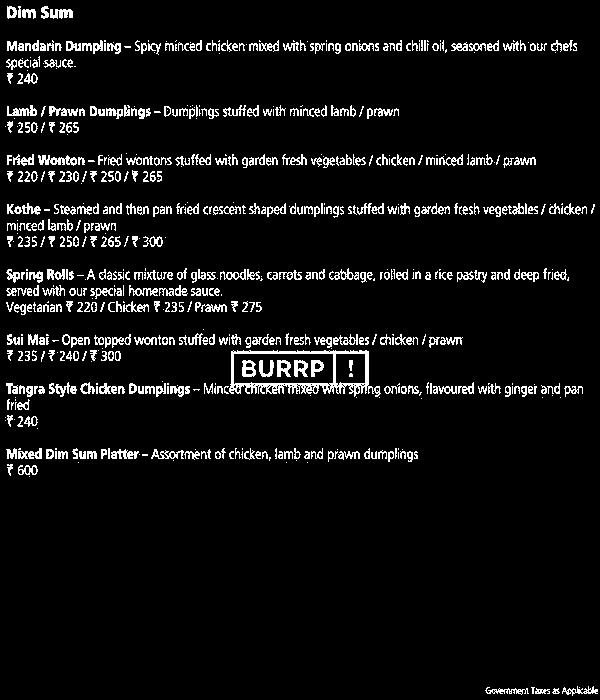 Dim Sum
Mandarin Dumpling – Spicy minced chicken mixed with spring onions and chilli oil, seasoned with our chefs
special sauce.
₹ 240
Lamb / Prawn Dumplings – Dumplings stuffed with minced lamb / prawn
₹ 250 / ₹ 265
Fried Wonton – Fried wontons stuffed with garden fresh vegetables / chicken / minced lamb / prawn
₹ 220 / ₹ 230 / ₹ 250 / ₹ 265
Kothe – Steamed and then pan fried crescent shaped dumplings stuffed with garden fresh vegetables / chicken /
minced lamb / prawn
₹ 235 / ₹ 250 / ₹ 265 / ₹ 300
Spring Rolls – A classic mixture of glass noodles, carrots and cabbage, rolled in a rice pastry and deep fried,
served with our special homemade sauce.
Vegetarian ₹ 220 / Chicken ₹ 235 / Prawn ₹ 275
Sui Mai – Open topped wonton stuffed with garden fresh vegetables / chicken / prawn
₹ 235 / ₹ 240 / ₹ 300
BURRP !
Tangra Style Chicken Dumplings – Minced chicken mixed with spring onions, flavoured with ginger and pan
fried
₹ 240
Mixed Dim Sum Platter – Assortment of chicken, lamb and prawn dumplings
₹ 600
Government Taxes as Applicable